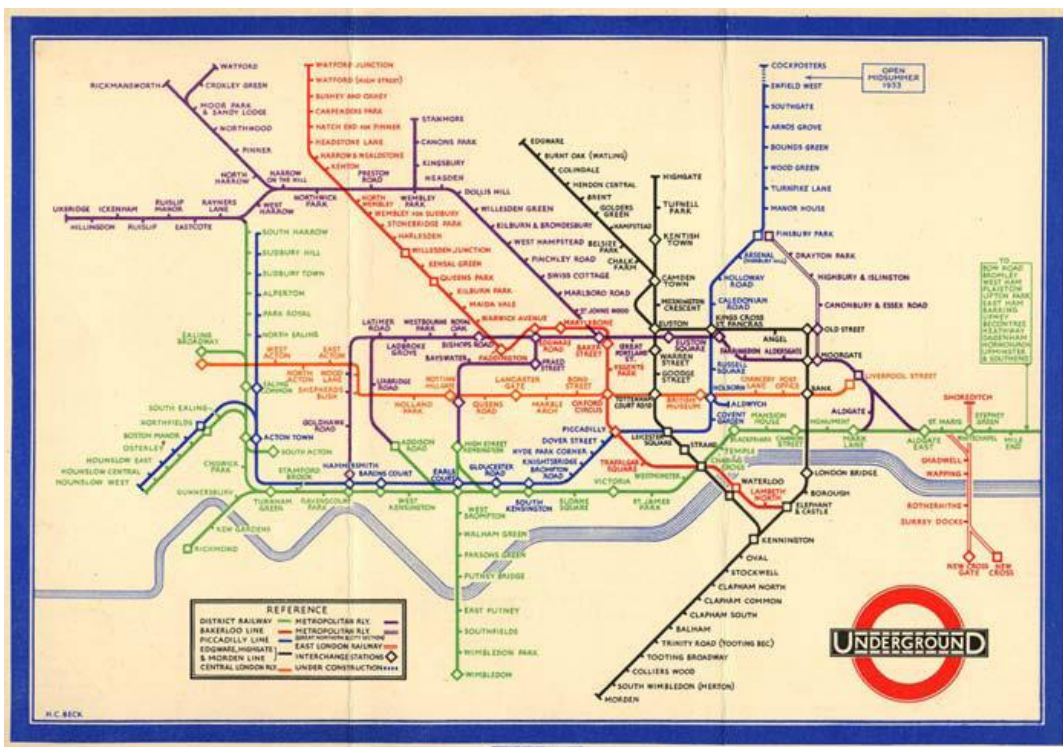 WATFORD
RICKMANSWORTH
CROXLEY GREEN
MOOR PARK
& SANDY LODGE
NORTHWOOD
PINNER
NORTH
HARROW
HARROW
ON THE HILL
WEST
HARROW
NORTHWICK
PARK
PRESTON
ROAD
WEMBLEY
PARK
STANMORE
CANONS PARK
KINGSBURY
NEASDEN
DOLLIS HILL
WILLESDEN GREEN
KILBURN & BRONDESBURY
WEST HAMPSTEAD
FINCHLEY ROAD
SWISS COTTAGE
MARLBORO ROAD
ST JOHNS WOOD
UXBRIDGE
ICKENHAM
RUISLIP
MANOR
RAYNERS
LANE
HILLINGDON
RUISLIP
EASTCOTE
WATFORD JUNCTION
WATFORD (HIGH STREET)
BUSHEY AND OXHEY
CARPENDERS PARK
HATCH END FOR PINNER
HEADSTONE LANE
HARROW & WEALDSTONE
KENTON
NORTH
WEMBLEY
WEMBLEY FOR SUDBURY
STONEBRIDGE PARK
HARLESDEN
WILLESDEN JUNCTION
KENSAL GREEN
QUEENS PARK
KILBURN PARK
MAIDA VALE
WARWICK AVENUE
MARYLEBONE
EDGWARE
ROAD
PADDINGTON
BAKER
STREET
REGENTS
PARK
EDGWARE
BURNT OAK (WATLING)
COLINDALE
HENDON CENTRAL
BRENT
GOLDERS
GREEN
HAMPSTEAD
BELSIZE
PARK
CHALK
FARM
HIGHGATE
TUFNELL
PARK
KENTISH
TOWN
CAMDEN
TOWN
MORNINGTON
CRESCENT
EUSTON
COCKFOSTERS
OPEN
MIDSUMMER
1933
ENFIELD WEST
SOUTHGATE
ARNOS GROVE
BOUNDS GREEN
WOOD GREEN
TURNPIKE LANE
MANOR HOUSE
FINSBURY PARK
ARSENAL
(HIGHBURY HILL)
HOLLOWAY
ROAD
CALEDONIAN
ROAD
KINGS CROSS
ST. PANCRAS
DRAYTON PARK
HIGHBURY & ISLINGTON
CANONBURY & ESSEX ROAD
OLD STREET
ANGEL
MOORGATE
SOUTH HARROW
SUDBURY HILL
SUDBURY TOWN
ALPERTON
PARK ROYAL
NORTH EALING
EALING
BROADWAY
EALING
COMMON
WEST
ACTON
EAST
ACTON
NORTH
ACTON
WOOD
LANE
SHEPHERDS
BUSH
LATIMER
ROAD
LADBROKE
GROVE
WESTBOURNE
PARK
ROYAL
OAK
BISHOPS ROAD
BAYSWATER
PRAED
STREET
UXBRIDGE
ROAD
GOLDHAWK
ROAD
HOLLAND
PARK
NOTTING
HILL GATE
QUEENS
ROAD
LANCASTER
GATE
MARBLE
ARCH
BOND
STREET
OXFORD
CIRCUS
GREAT
PORTLAND
ST.
EUSTON
SQUARE
WARREN
STREET
GOODGE
STREET
TOTTENHAM
COURT ROAD
RUSSELL
SQUARE
HOLBORN
BRITISH
MUSEUM
ALDWYCH
COVENT
GARDEN
FARRINGDON
ALDERSGATE
CHANCERY
LANE
POST
OFFICE
BANK
LIVERPOOL STREET
ALDGATE
TO
BOW ROAD
BROMLEY
WEST HAM
PLAISTOW
UPTON PARK
EAST HAM
BARKING
UPNEY
BECONTREE
HEATHWAY
DAGENHAM
HORNCHURCH
UPMINSTER
& SOUTHEND
SOUTH EALING
NORTHFIELDS
BOSTON MANOR
OSTERLEY
HOUNSLOW EAST
HOUNSLOW CENTRAL
HOUNSLOW WEST
ACTON TOWN
SOUTH ACTON
CHISWICK
PARK
GUNNERSBURY
KEW GARDENS
RICHMOND
TURNHAM
GREEN
STAMFORD
BROOK
RAVENSCOURT
PARK
HAMMERSMITH
BARONS COURT
WEST
KENSINGTON
ADDISON
ROAD
HIGH STREET
KENSINGTON
EARLS
COURT
GLOUCESTER
ROAD
SOUTH
KENSINGTON
KNIGHTSBRIDGE
BROMPTON
ROAD
HYDE PARK CORNER
DOVER STREET
PICCADILLY
LEICESTER
SQUARE
STRAND
TRAFALGAR
SQUARE
SLOANE
SQUARE
VICTORIA
ST. JAMES
PARK
WESTMINSTER
CHARING
CROSS
TEMPLE
BLACKFRIARS
MANSION
HOUSE
CANNON
STREET
MONUMENT
MARK
LANE
ALDGATE
EAST
ST. MARYS
WHITECHAPEL
STEPNEY
GREEN
MILE
END
SHOREDITCH
SHADWELL
WAPPING
ROTHERHITHE
SURREY DOCKS
NEW CROSS
GATE
NEW
CROSS
WATERLOO
LAMBETH
NORTH
LONDON BRIDGE
BOROUGH
ELEPHANT
& CASTLE
KENNINGTON
OVAL
STOCKWELL
CLAPHAM NORTH
CLAPHAM COMMON
CLAPHAM SOUTH
BALHAM
TRINITY ROAD (TOOTING BEC)
TOOTING BROADWAY
COLLIERS WOOD
SOUTH WIMBLEDON (MERTON)
MORDEN
WEST
BROMPTON
WALHAM GREEN
PARSONS GREEN
PUTNEY BRIDGE
EAST PUTNEY
SOUTHFIELDS
WIMBLEDON PARK
WIMBLEDON
REFERENCE
DISTRICT RAILWAY
BAKERLOO LINE
PICCADILLY LINE
EDGWARE, HIGHGATE
& MORDEN LINE
CENTRAL LONDON RLY.
METROPOLITAN RLY.
METROPOLITAN RLY.
(GREAT NORTHERN & CITY SECTION)
EAST LONDON RAILWAY
INTERCHANGE STATIONS
UNDER CONSTRUCTION
UNDERGROUND
H.C. BECK